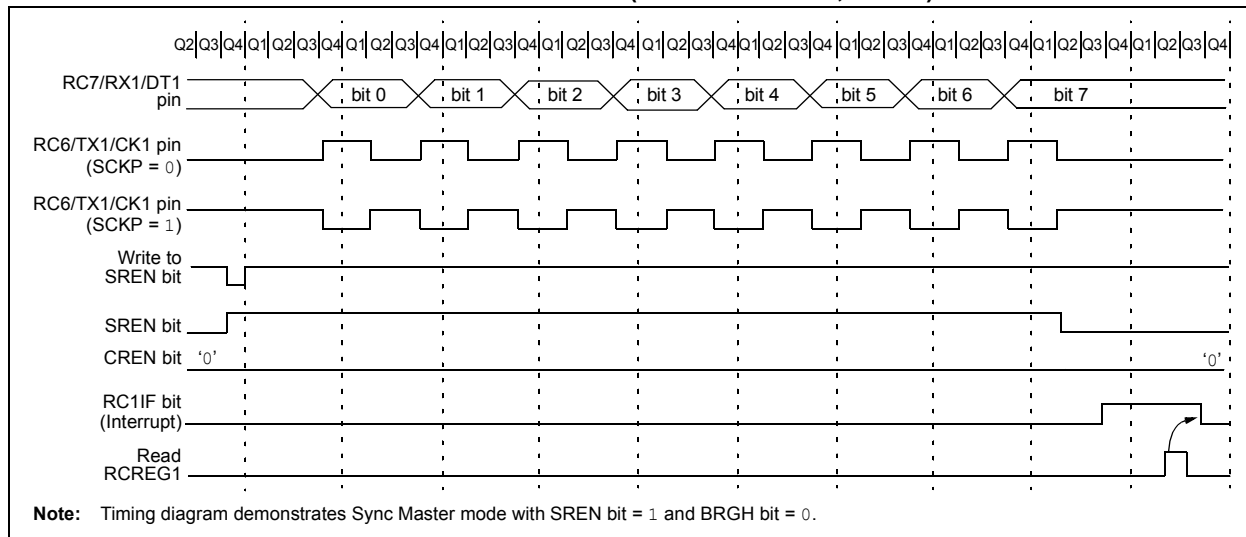 Q2 Q3 Q4 Q1 Q2 Q3 Q4 Q1 Q2 Q3 Q4 Q1 Q2 Q3 Q4 Q1 Q2 Q3 Q4 Q1 Q2 Q3 Q4 Q1 Q2 Q3 Q4 Q1 Q2 Q3 Q4 Q1 Q2 Q3 Q4 Q1 Q2 Q3 Q4 Q1 Q2 Q3 Q4
RC7/RX1/DT1
pin
bit 0 bit 1 bit 2 bit 3 bit 4 bit 5 bit 6 bit 7
RC6/TX1/CK1 pin
(SCKP = 0)
RC6/TX1/CK1 pin
(SCKP = 1)
Write to
SREN bit
SREN bit
CREN bit ‘0’ ‘0’
RC1IF bit
(Interrupt)
Read
RCREG1
Note: Timing diagram demonstrates Sync Master mode with SREN bit = 1 and BRGH bit = 0.